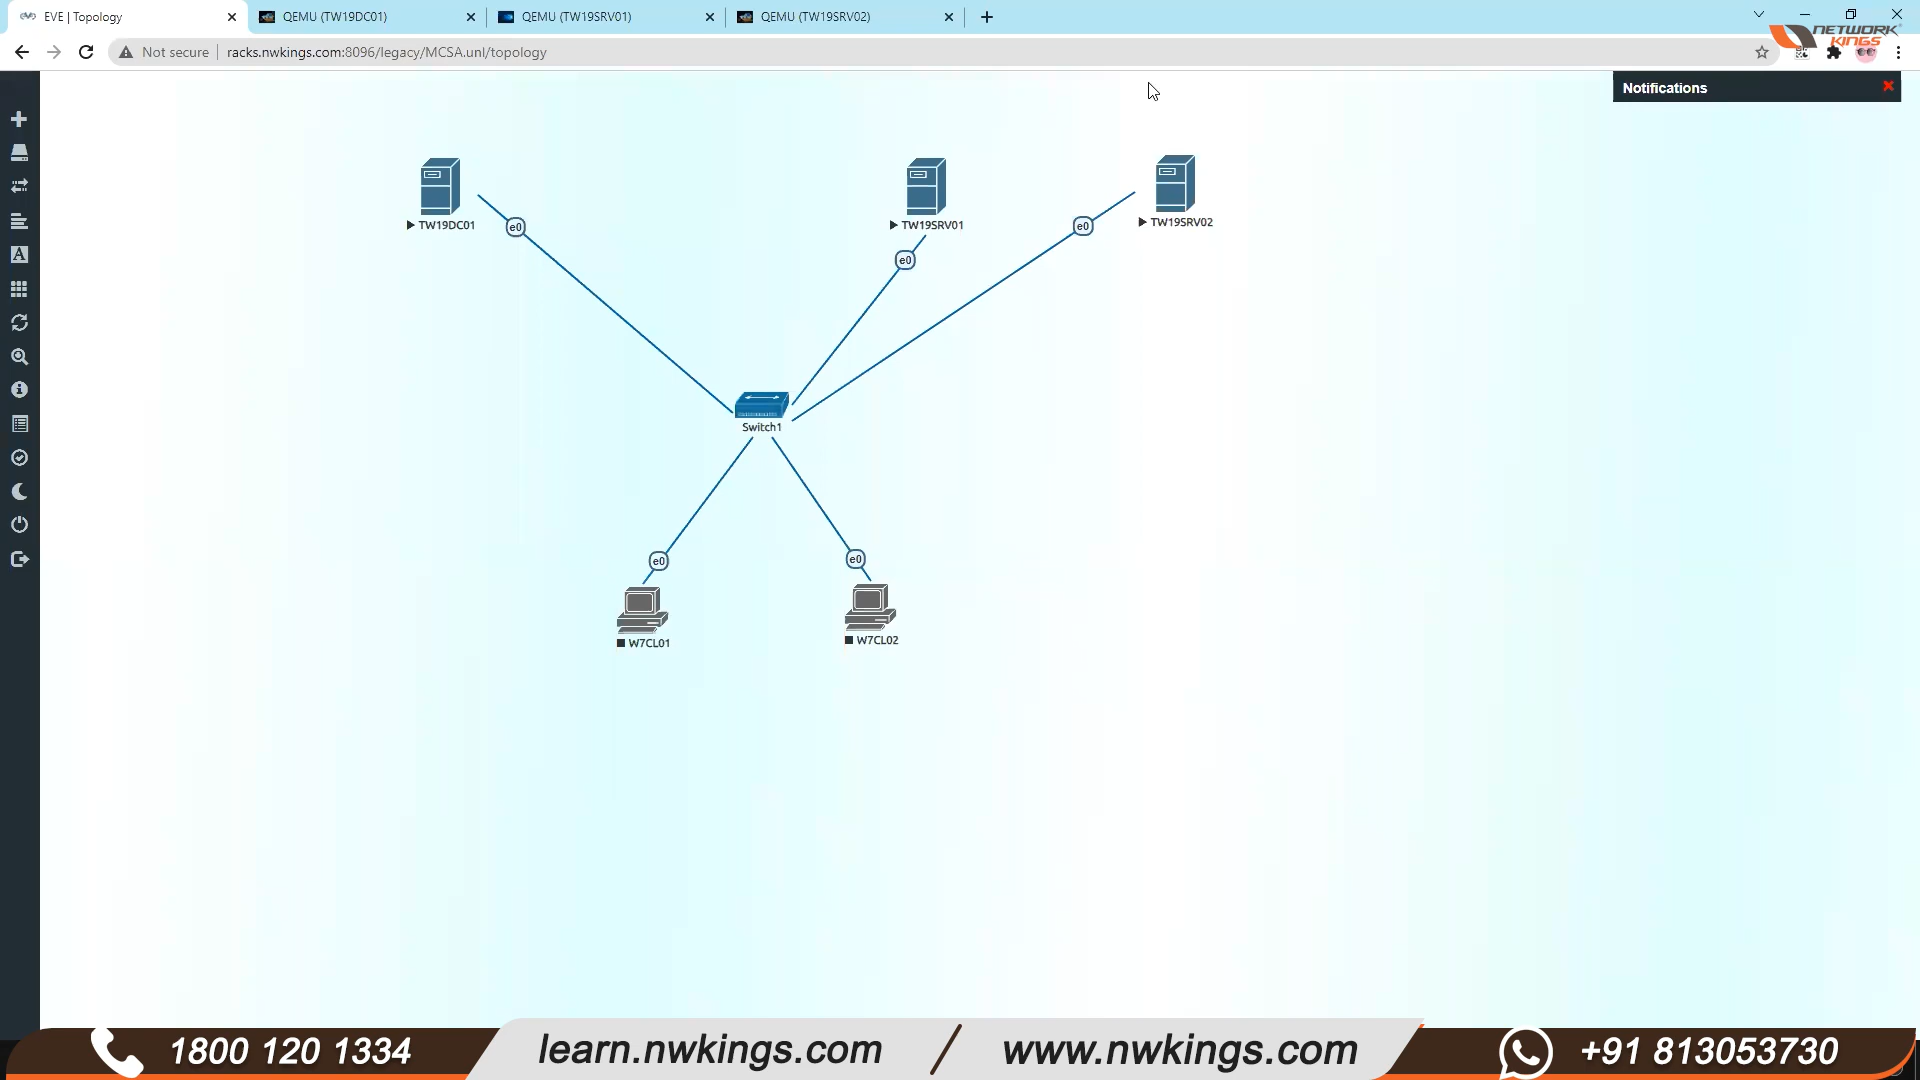 EVE | Topology
QEMU (TW19DC01)
QEMU (TW19SRV01)
QEMU (TW19SRV02)
NETWORK
KINGS
Not secure
racks.nwkings.com:8096/legacy/MCSA.unl/topology
Notifications
TW19DC01
e0
TW19SRV01
e0
TW19SRV02
e0
Switch1
e0
e0
W7CL01
W7CL02
1800 120 1334
learn.nwkings.com / www.nwkings.com
+91 813053730